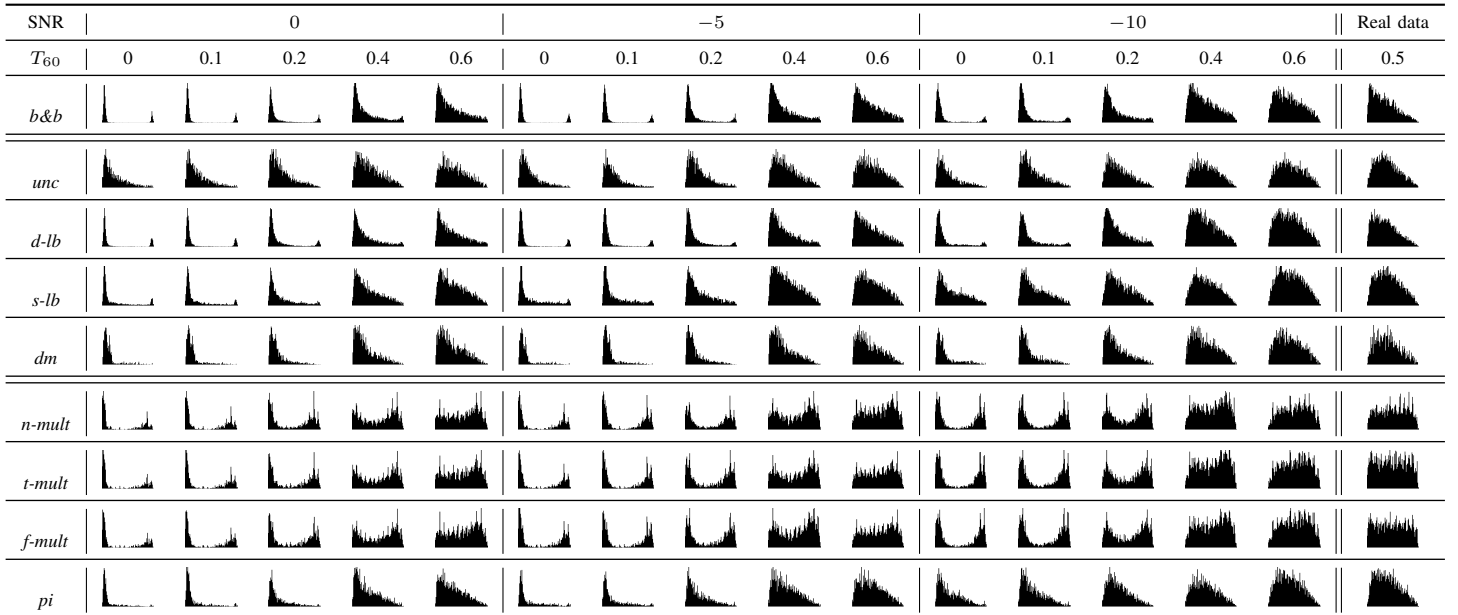 SNR 0 −5 −10 Real data
T60 0 0.1 0.2 0.4 0.6 0 0.1 0.2 0.4 0.6 0 0.1 0.2 0.4 0.6 0.5
b&b
unc
d-lb
s-lb
dm
n-mult
t-mult
f-mult
pi